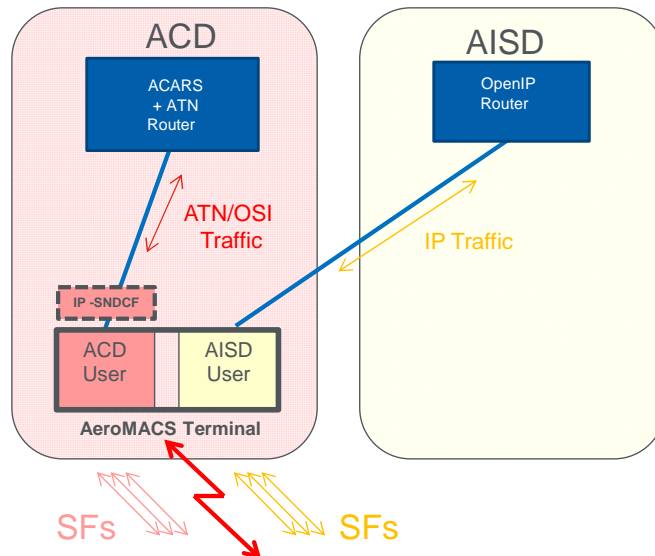 ACD
AISD
ACARS
+ ATN
Router
OpenIP
Router
ATN/OSI
Traffic
IP Traffic
IP -SNDCF
ACD
User
AISD
User
AeroMACS Terminal
SFs
SFs